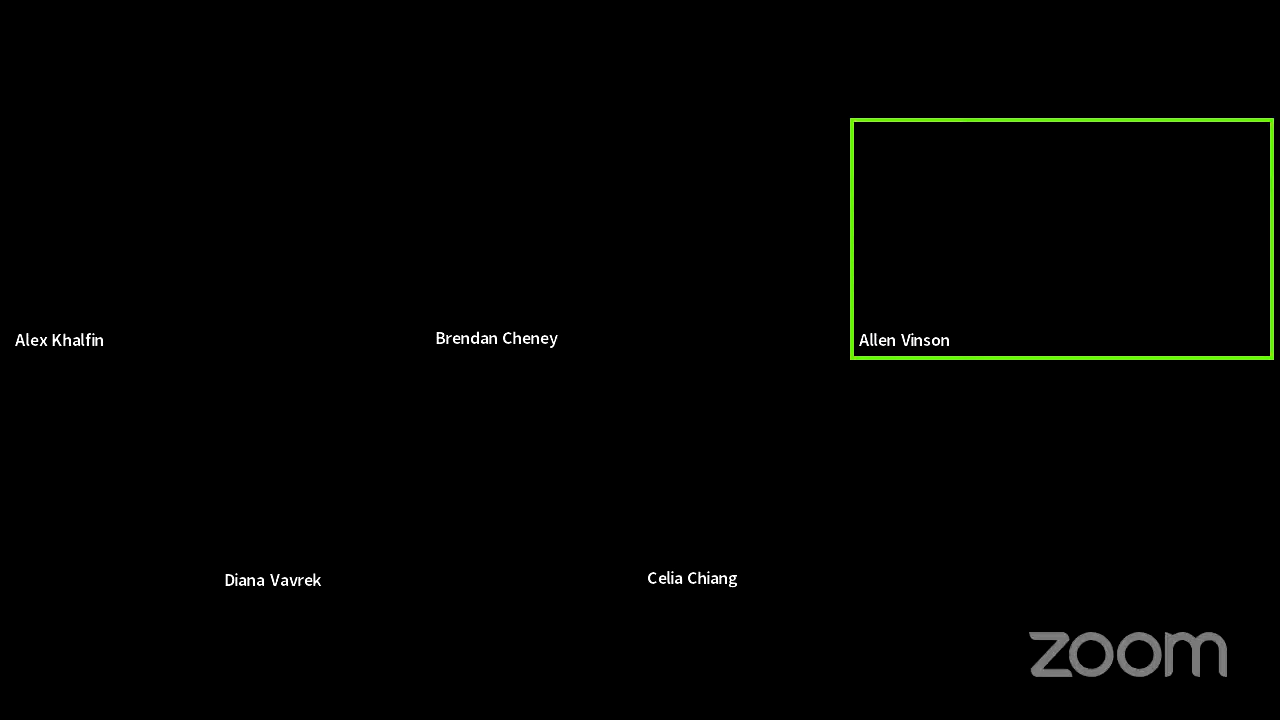 Alex Khalfin
Brendan Cheney
Allen Vinson
Diana Vavrek
Celia Chiang
zoom